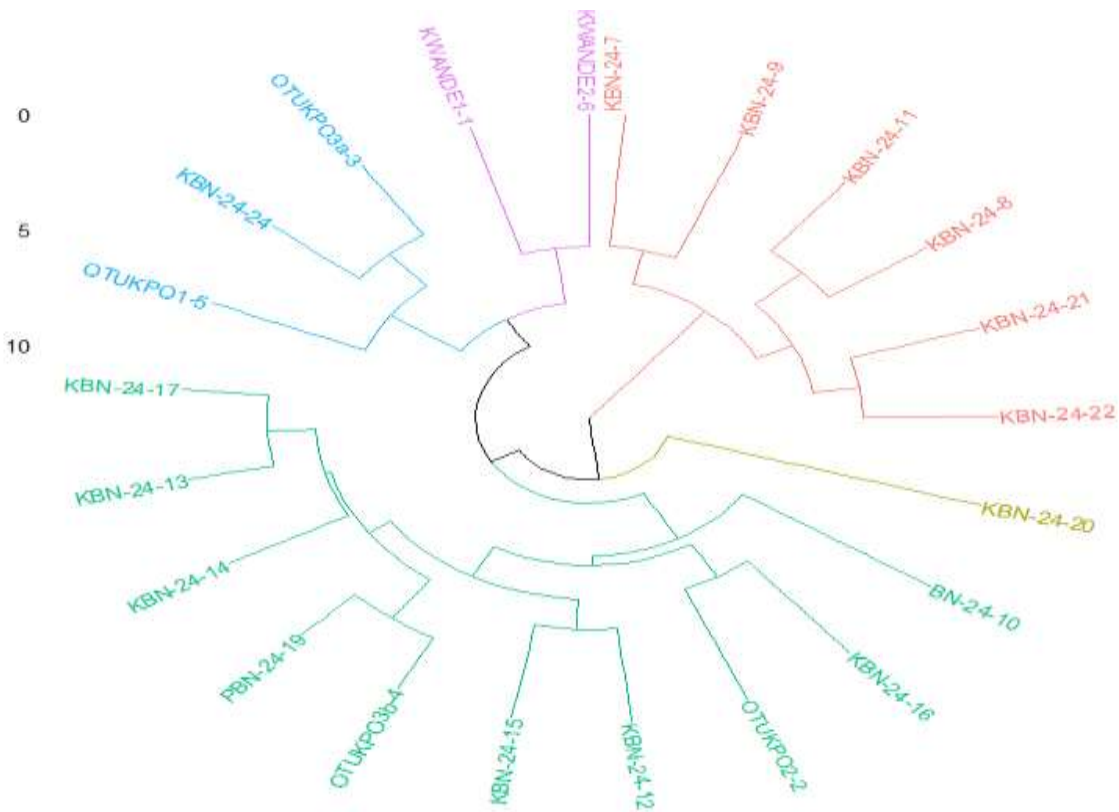 0
5
10
KWANDE2-6
KBN-24-7
KBN-24-9
KBN-24-11
KBN-24-8
KBN-24-21
KBN-24-22
KBN-24-20
BN-24-10
KBN-24-16
OTUKPO2-2
KBN-24-12
KBN-24-15
OTUKPO3b-4
PBN-24-19
KBN-24-14
KBN-24-13
KBN-24-17
OTUKPO1-5
KBN-24-24
OTUKPO3a-3
KWANDE1-1